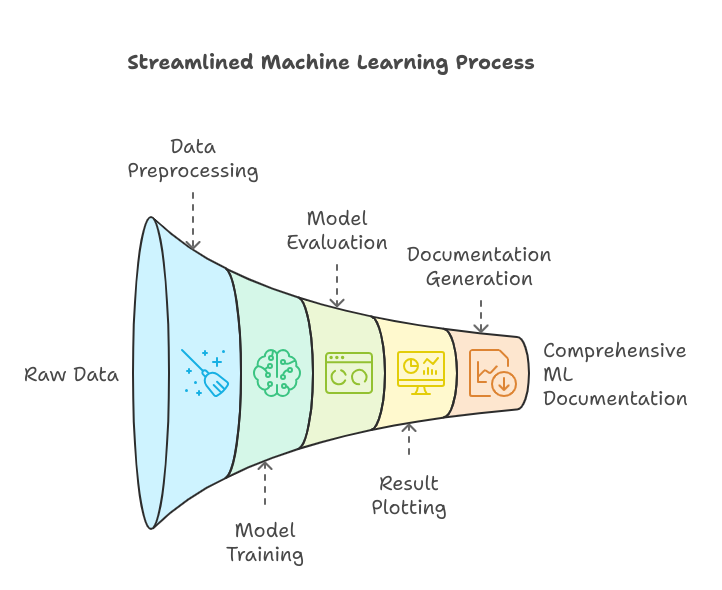 Streamlined Machine Learning Process
Data
Preprocessing
Model
Evaluation
Documentation
Generation
Raw Data
Comprehensive
ML
Documentation
Result
Plotting
Model
Training